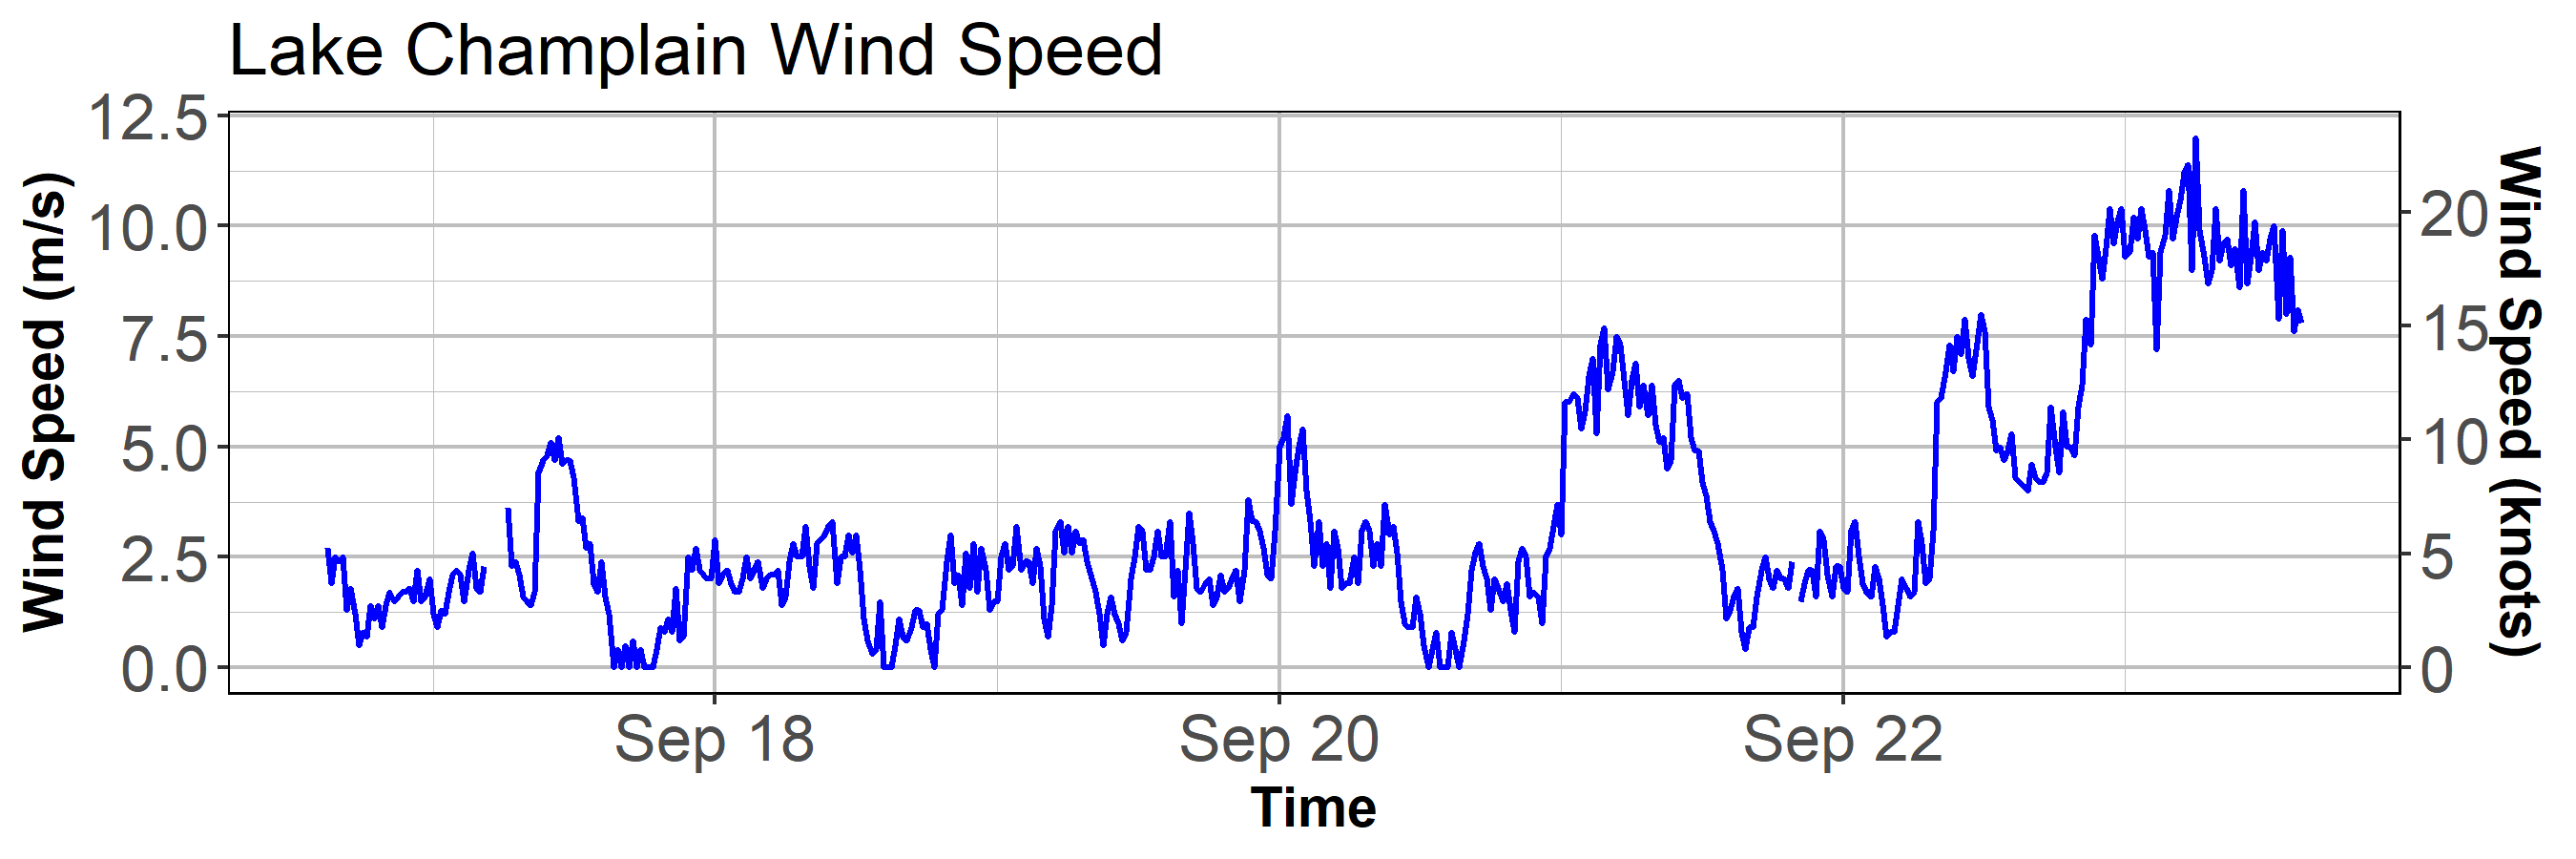 Lake Champlain Wind Speed
Wind Speed (m/s)
12.5
10.0
7.5
5.0
2.5
0.0
20
15
10
5
0
Wind Speed (knots)
Sep 18
Sep 20
Sep 22
Time